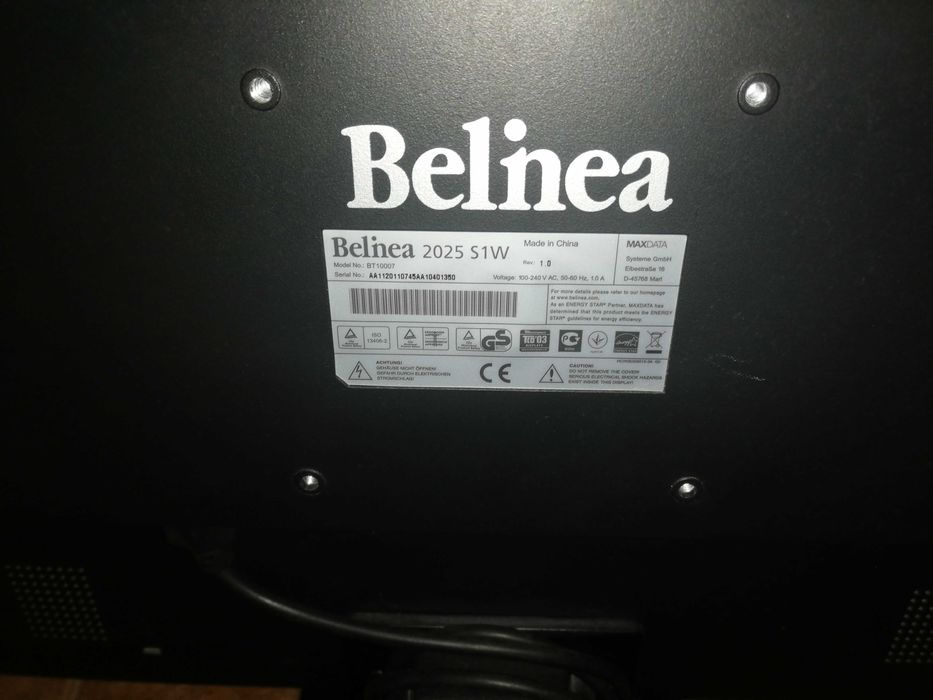 Belinea
Belinea 2025 S1W
Made in China
MAXDATA
Model No.: BT10007
Rev.: 1.0
Systeme GmbH
Elbestraße 16
D-45768 Marl
Serial No.: AA1120110745AA10401350
Voltage: 100-240 V AC, 50-60 Hz, 1.0 A
For more details please refer to our homepage
at www.belinea.com.
As an ENERGY STAR® Partner, MAXDATA has
determined that this product meets the ENERGY
STAR® guidelines for energy efficiency.
ISO
13406-2
GS
TCO'03
DISPLAY
CE
ACHTUNG!
GEHÄUSE NICHT ÖFFNEN!
GEFAHR DURCH ELEKTRISCHEN
STROMSCHLAG!
CAUTION!
DO NOT REMOVE THE COVER!
SERIOUS ELECTRICAL SHOCK HAZARDS
EXIST INSIDE THIS DISPLAY!